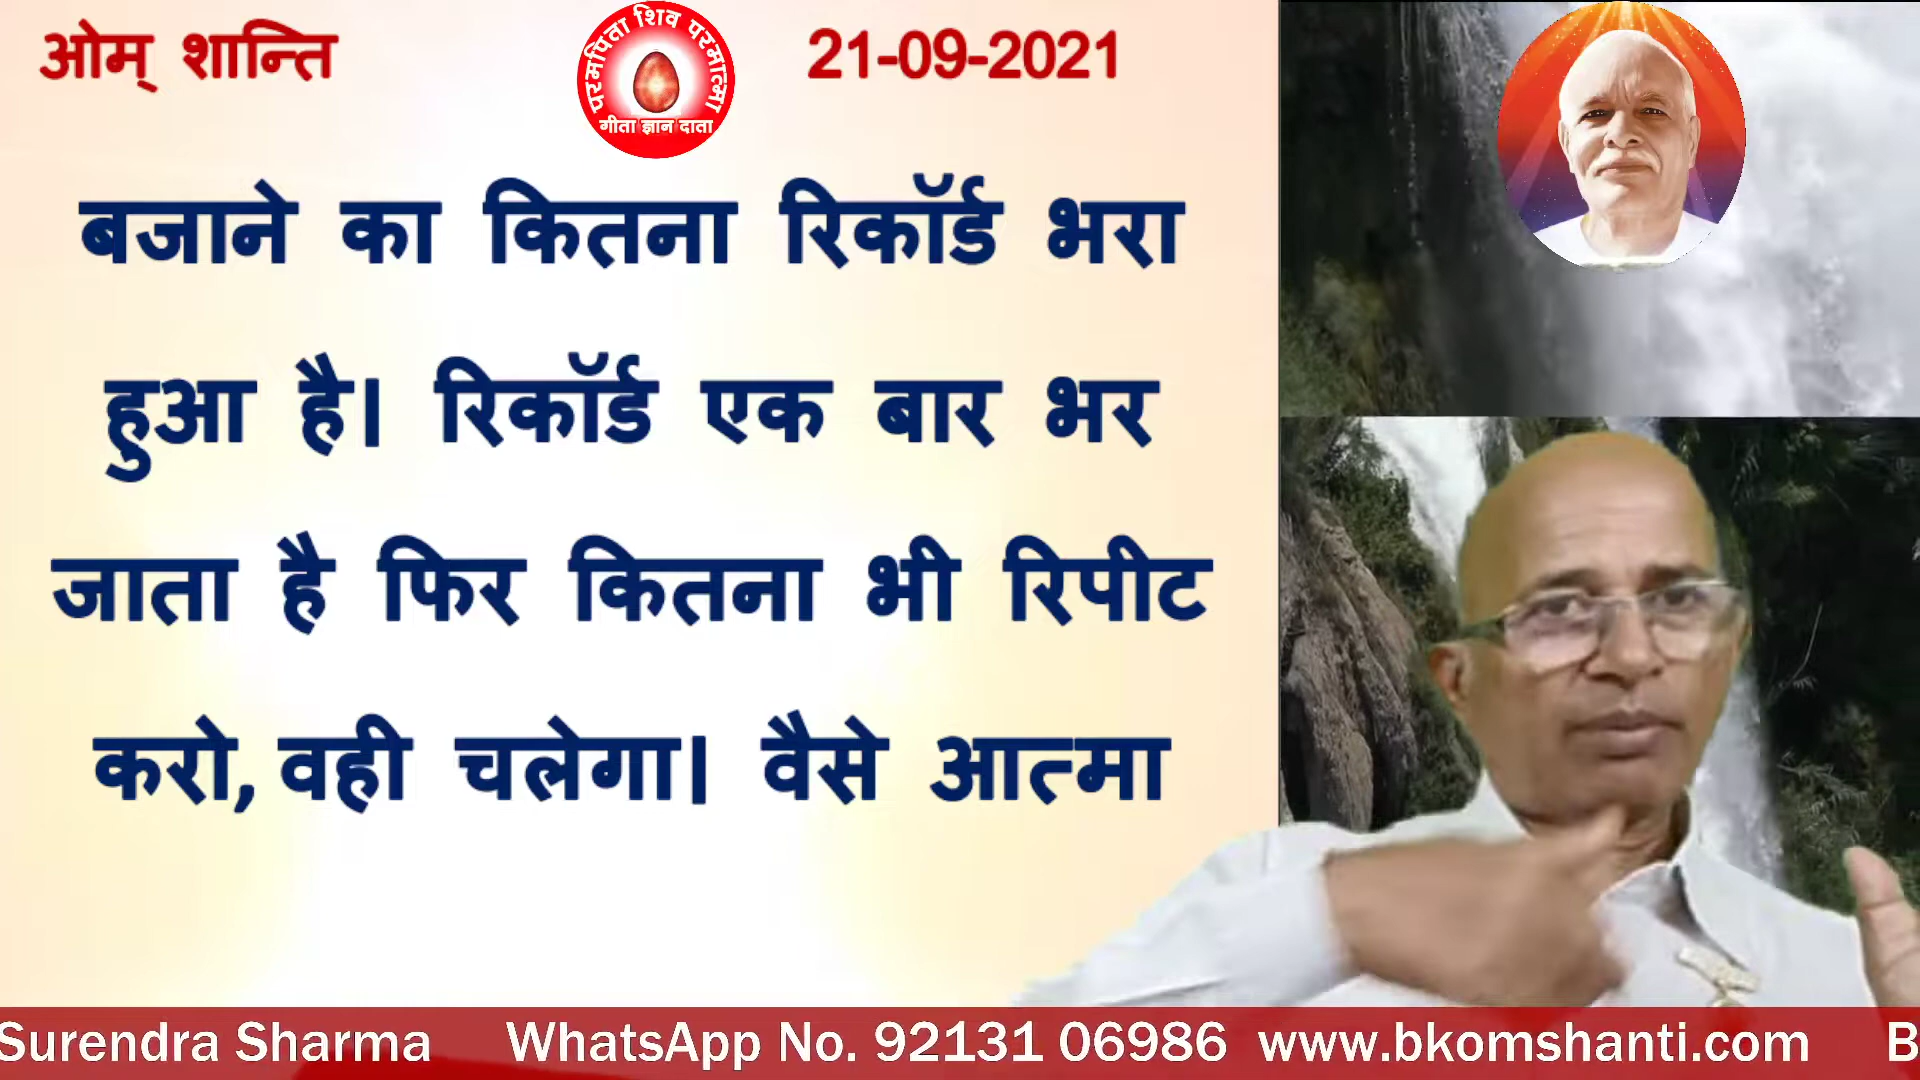 ओम् शान्ति
परमपिता शिव परमात्मा
गीता ज्ञान दाता
21-09-2021
बजाने का कितना रिकॉर्ड भरा
हुआ है। रिकॉर्ड एक बार भर
जाता है फिर कितना भी रिपीट
करो, वही चलेगा। वैसे आत्मा
Surendra Sharma WhatsApp No. 92131 06986 www.bkomshanti.com B